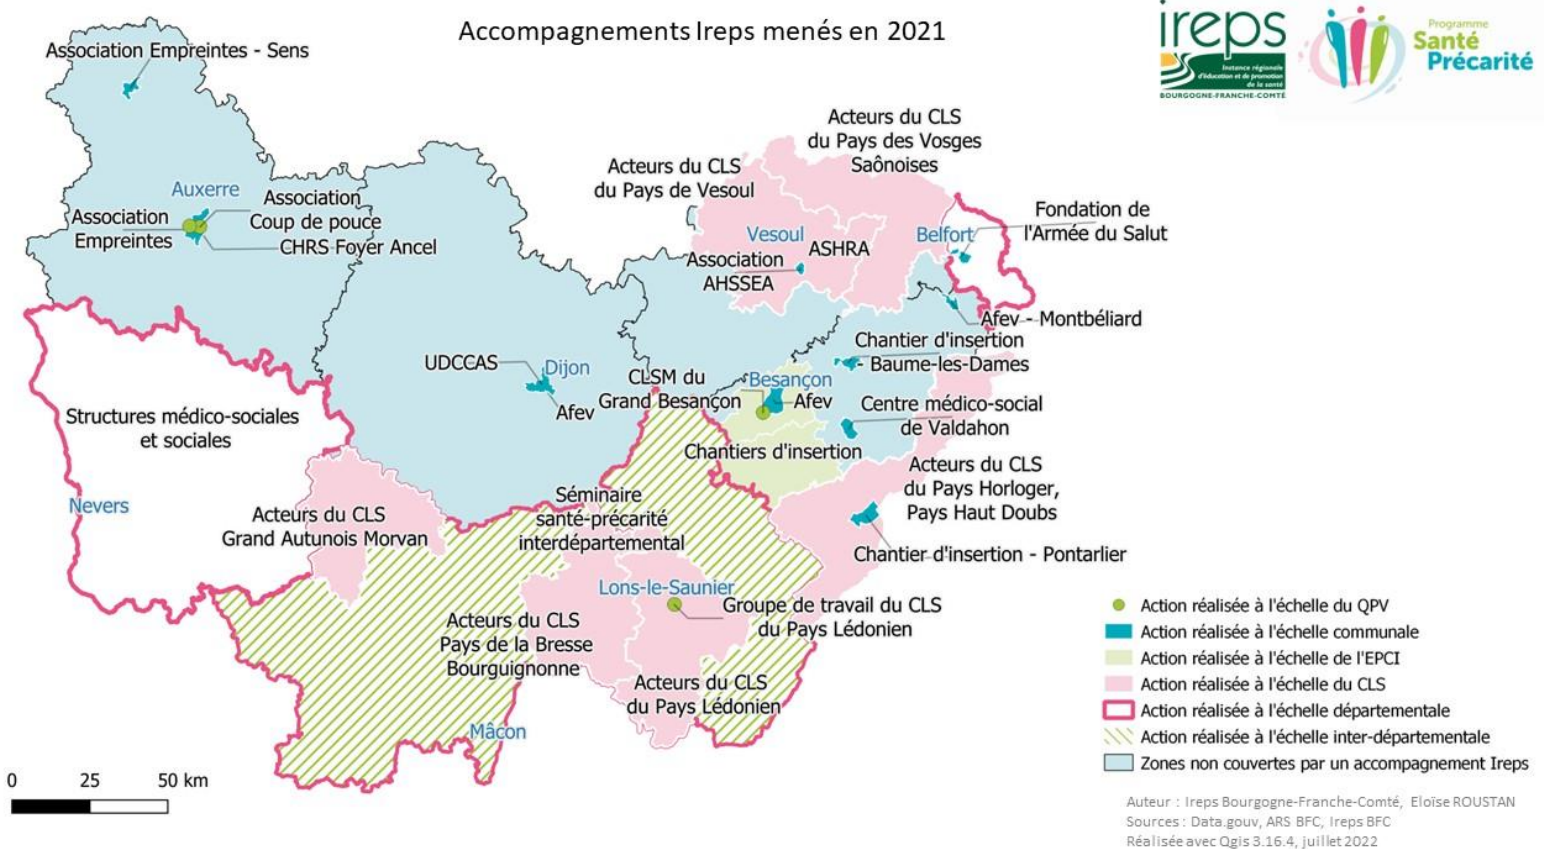 Accompagnements Ireps menés en 2021
ireps
Instance régionale
d'éducation et de promotion
de la santé
BOURGOGNE-FRANCHE-COMTÉ
Programme
Santé
Précarité
Association Empreintes - Sens
Acteurs du CLS
du Pays des Vosges
Saônoises
Acteurs du CLS
du Pays de Vesoul
Auxerre
Association
Coup de pouce
Association
Empreintes
CHRS Foyer Ancel
Fondation de
l'Armée du Salut
Vesoul
ASHRA
Belfort
Association
AHSSEA
Afev - Montbéliard
Chantier d'insertion
- Baume-les-Dames
UDCCAS
Dijon
Afev
CLSM du
Grand Besançon
Besançon
Afev
Centre médico-social
de Valdahon
Structures médico-sociales
et sociales
Chantiers d'insertion
Acteurs du CLS
du Pays Horloger,
Pays Haut Doubs
Nevers
Acteurs du CLS
Grand Autunois Morvan
Séminaire
santé-précarité
interdépartemental
Chantier d'insertion - Pontarlier
Lons-le-Saunier
Groupe de travail du CLS
du Pays Lédonien
Acteurs du CLS
Pays de la Bresse
Bourguignonne
Acteurs du CLS
du Pays Lédonien
Mâcon
Action réalisée à l'échelle du QPV
Action réalisée à l'échelle communale
Action réalisée à l'échelle de l'EPCI
Action réalisée à l'échelle du CLS
Action réalisée à l'échelle départementale
Action réalisée à l'échelle inter-départementale
Zones non couvertes par un accompagnement Ireps
0 25 50 km
Auteur : Ireps Bourgogne-Franche-Comté, Eloïse ROUSTAN
Sources : Data.gouv, ARS BFC, Ireps BFC
Réalisée avec Qgis 3.16.4, juillet 2022